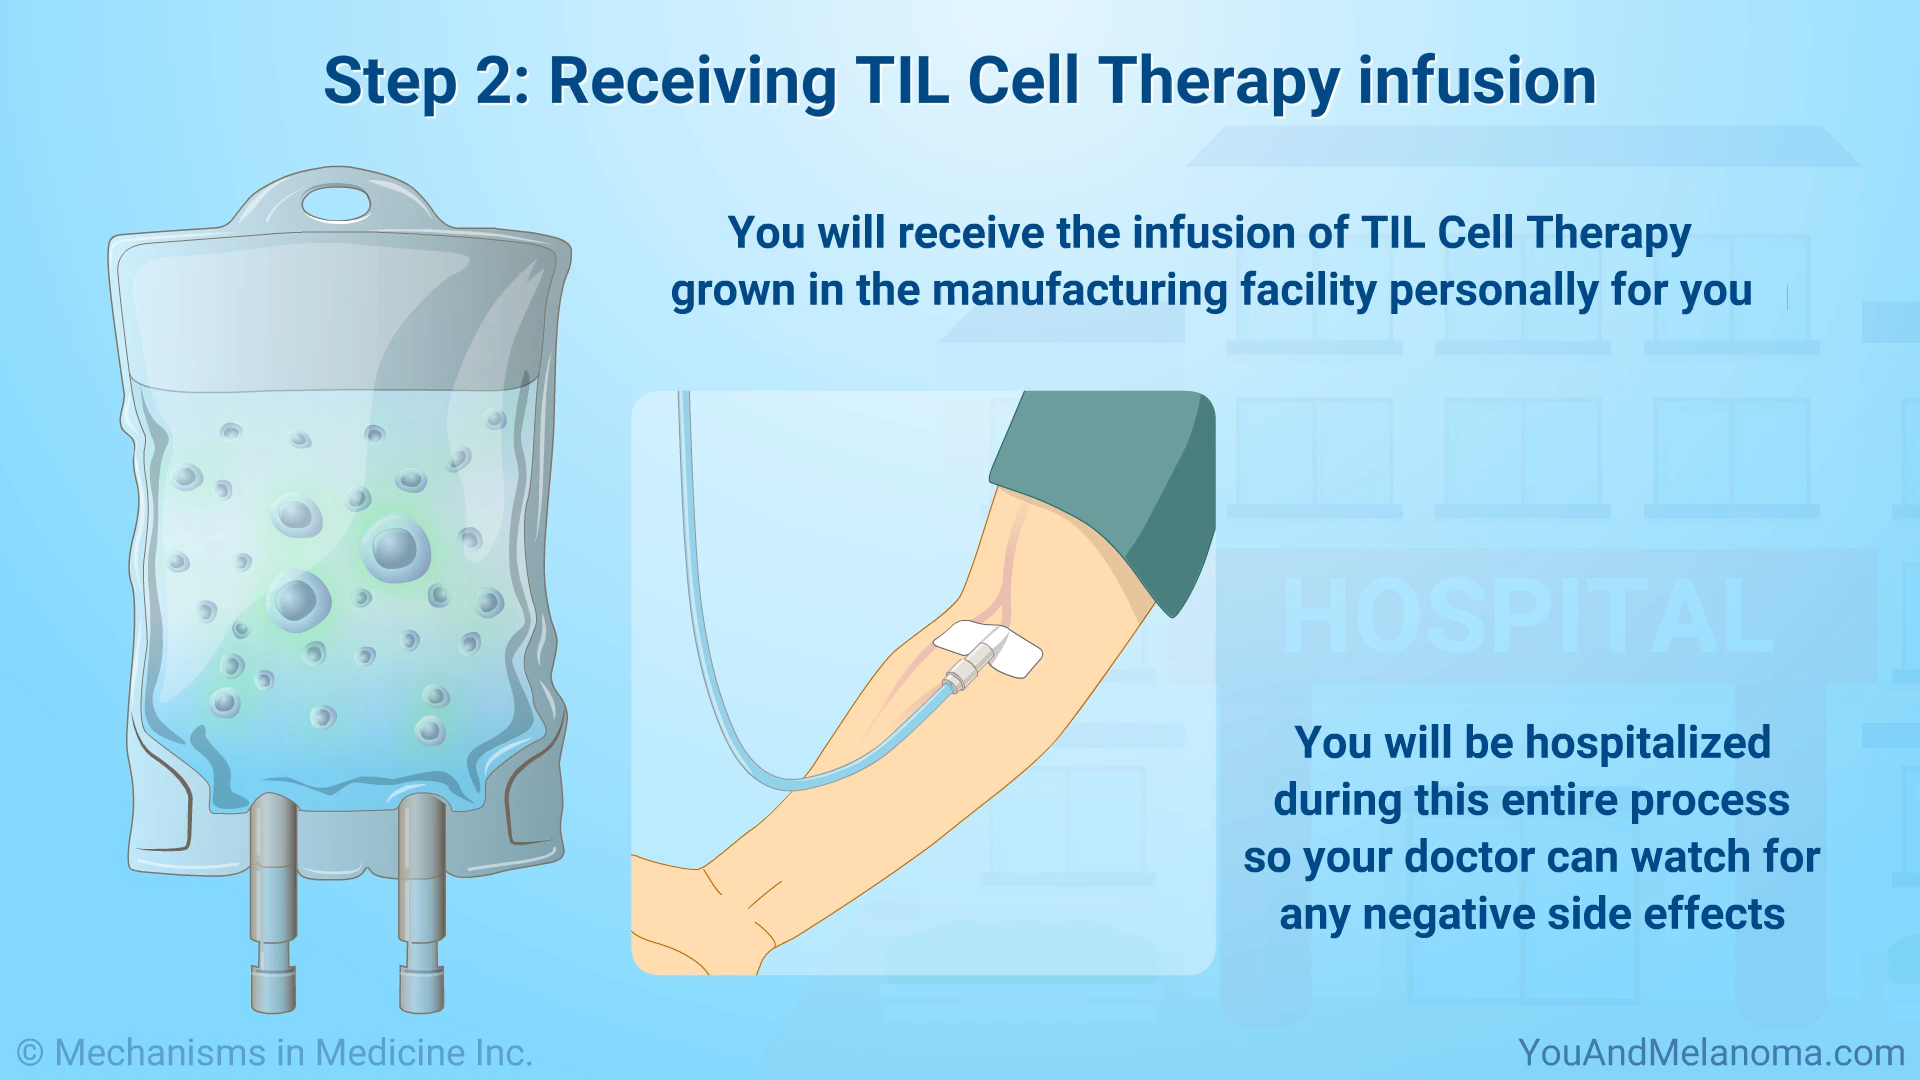 Step 2: Receiving TIL Cell Therapy infusion
You will receive the infusion of TIL Cell Therapy
grown in the manufacturing facility personally for you
HOSPITAL
You will be hospitalized
during this entire process
so your doctor can watch for
any negative side effects
© Mechanisms in Medicine Inc.
YouAndMelanoma.com